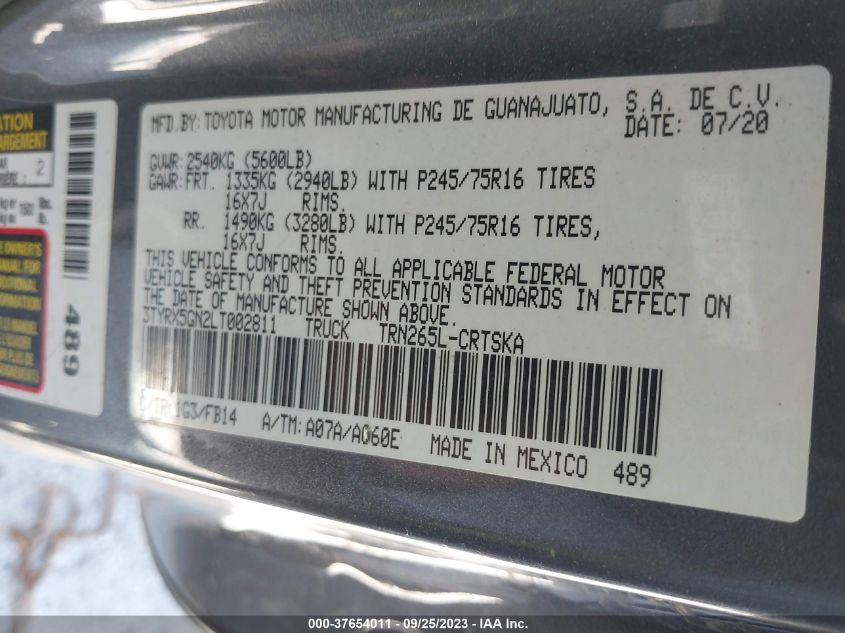 MFD.BY: TOYOTA MOTOR MANUFACTURING DE GUANAJUATO, S.A. DE C.V.
DATE: 07/20
GVWR: 2540KG (5600LB)
GAWR: FRT. 1335KG (2940LB) WITH P245/75R16 TIRES
16X7J RIMS.
RR. 1490KG (3280LB) WITH P245/75R16 TIRES,
16X7J RIMS.
THIS VEHICLE CONFORMS TO ALL APPLICABLE FEDERAL MOTOR
VEHICLE SAFETY AND THEFT PREVENTION STANDARDS IN EFFECT ON
THE DATE OF MANUFACTURE SHOWN ABOVE.
3TYRX5GN2LT002811 TRUCK TRN265L-CRTSKA
1G3/FB14 A/TM: A07A/AC60E MADE IN MEXICO 489
2
489
000-37654011 - 09/25/2023 - IAA Inc.